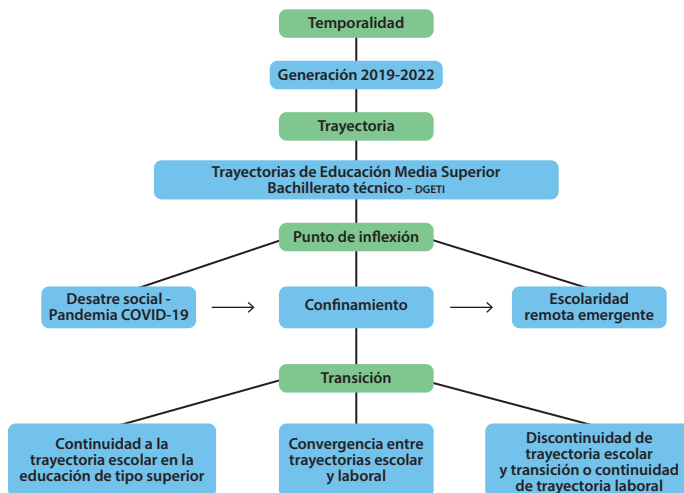 Temporalidad
Generación 2019-2022
Trayectoria
Trayectorias de Educación Media Superior
Bachillerato técnico - DGETI
Punto de inflexión
Desatre social -
Pandemia COVID-19
Confinamiento
Escolaridad
remota emergente
Transición
Continuidad a la
trayectoria escolar en la
educación de tipo superior
Convergencia entre
trayectorias escolar
y laboral
Discontinuidad de
trayectoria escolar
y transición o continuidad
de trayectoria laboral